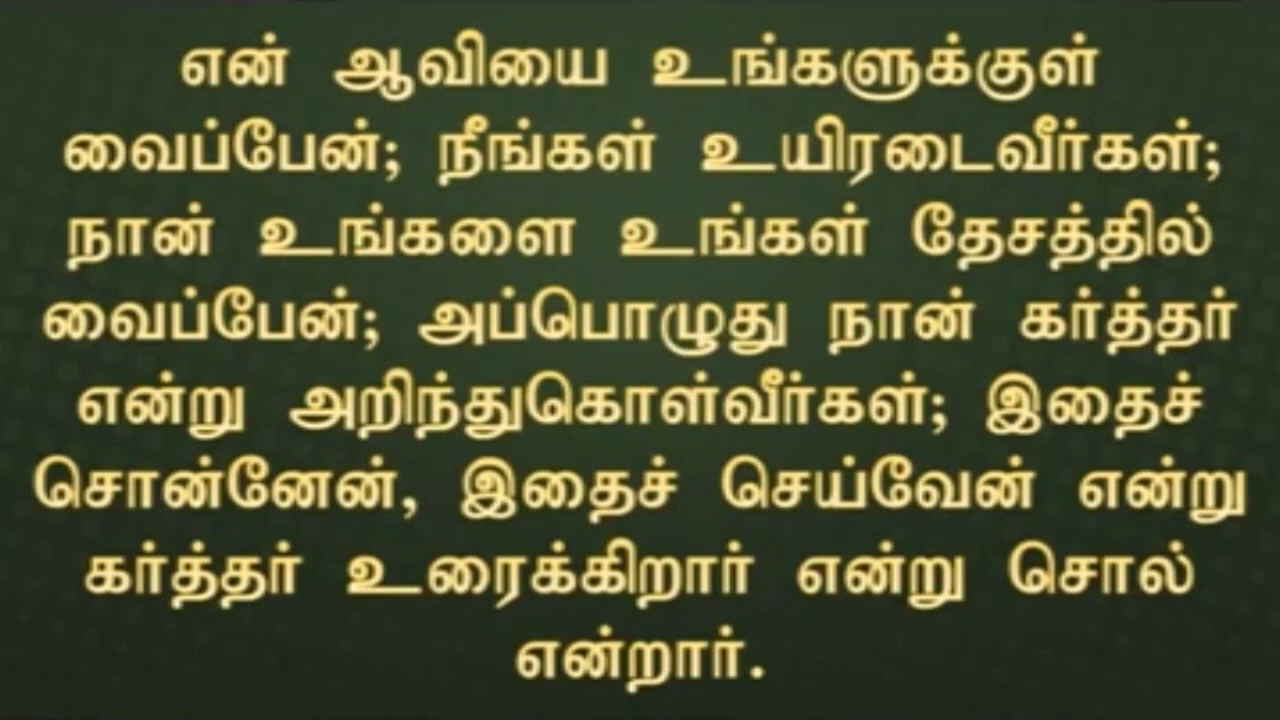 என் ஆவியை உங்களுக்குள்
வைப்பேன்; நீங்கள் உயிரடைவீர்கள்;
நான் உங்களை உங்கள் தேசத்தில்
வைப்பேன்; அப்பொழுது நான் கர்த்தர்
என்று அறிந்துகொள்வீர்கள்; இதைச்
சொன்னேன், இதைச் செய்வேன் என்று
கர்த்தர் உரைக்கிறார் என்று சொல்
என்றார்.